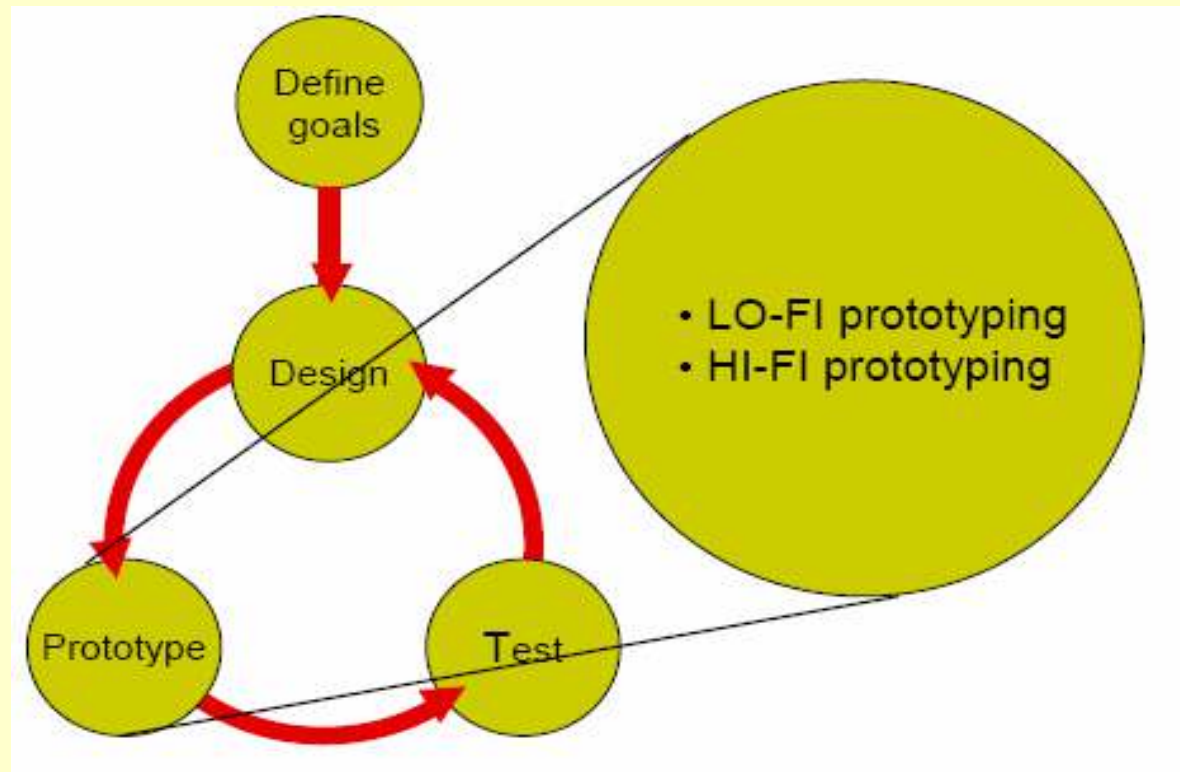 Define
goals
Design
Prototype
Test
• LO-FI prototyping
• HI-FI prototyping